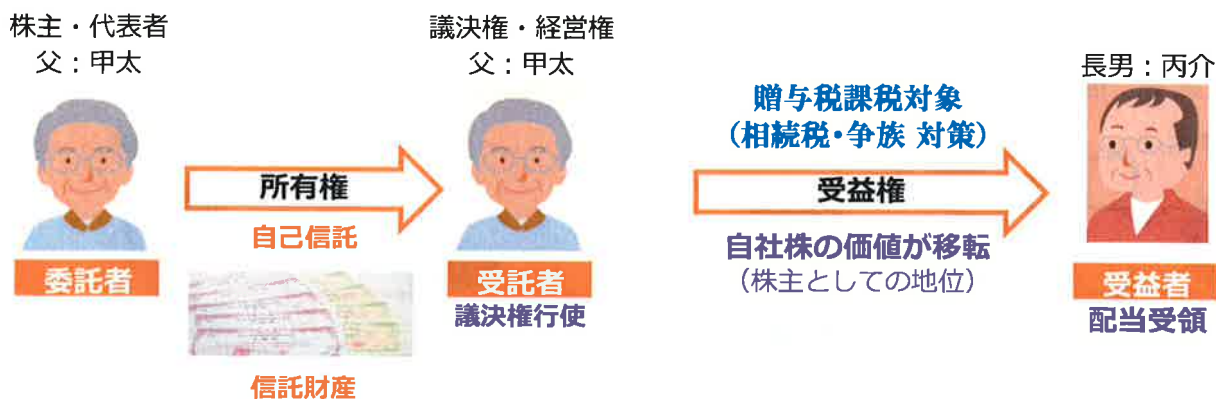 株主・代表者
父：甲太
委託者
所有権
自己信託
信託財産
議決権・経営権
父：甲太
受託者
議決権行使
贈与税課税対象
（相続税・争族 対策）
受益権
自社株の価値が移転
（株主としての地位）
長男：丙介
受益者
配当受領